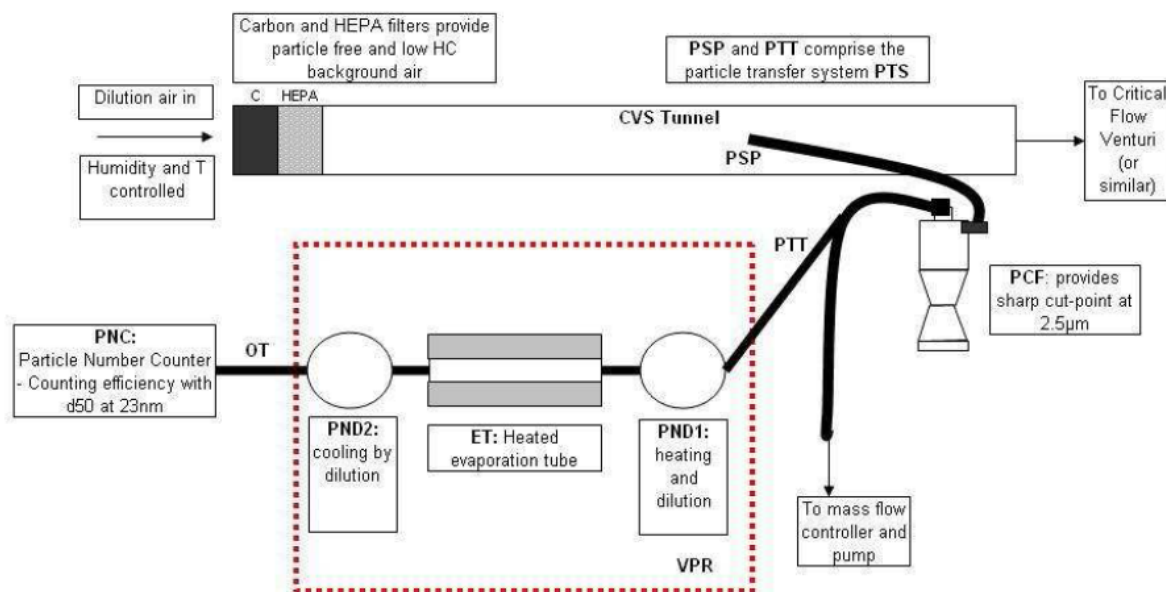 Carbon and HEPA filters provide
particle free and low HC
background air
PSP and PTT comprise the
particle transfer system PTS
Dilution air in
C
HEPA
CVS Tunnel
To Critical
Flow
Venturi
(or
similar)
Humidity and T
controlled
PSP
PTT
PCF: provides
sharp cut-point at
2.5µm
PNC:
Particle Number Counter
- Counting efficiency with
d50 at 23nm
OT
PND2:
cooling by
dilution
ET: Heated
evaporation tube
PND1:
heating
and
dilution
To mass flow
controller and
pump
VPR